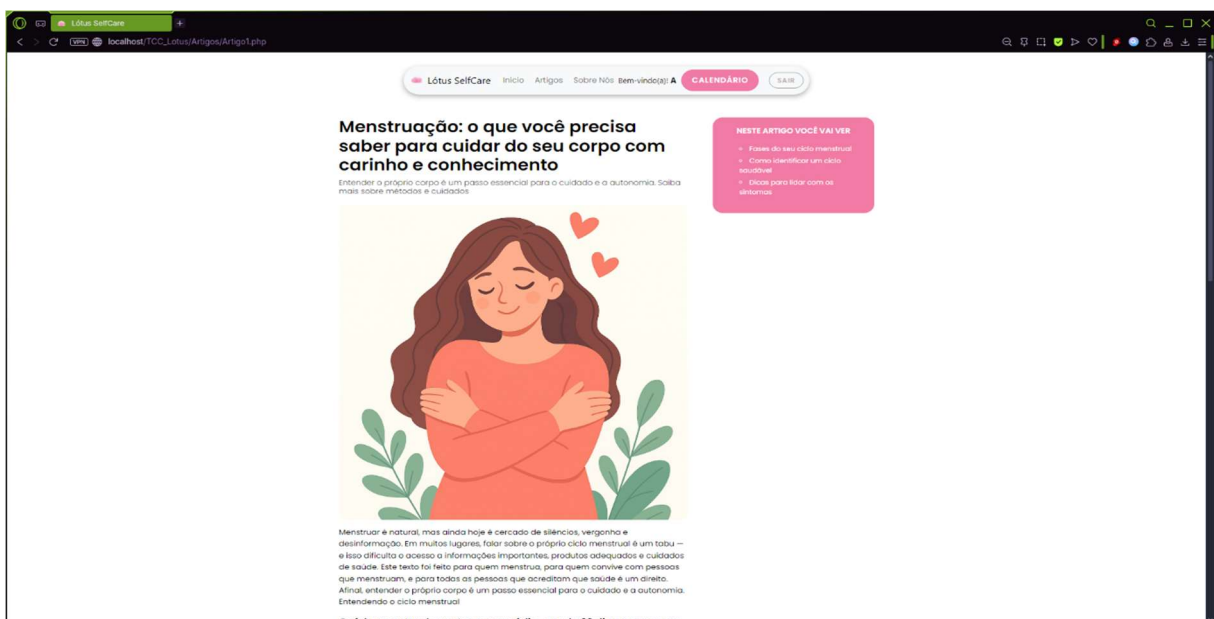 Lótus SelfCare
VPN localhost/TCC_Lotus/Artigos/Artigo1.php
Lótus SelfCare Início Artigos Sobre Nós Bem-vindo(a): A CALENDÁRIO SAIR
Menstruação: o que você precisa
saber para cuidar do seu corpo com
carinho e conhecimento
Entender o próprio corpo é um passo essencial para o cuidado e a autonomia. Saiba
mais sobre métodos e cuidados
NESTE ARTIGO VOCÊ VAI VER
Fases do seu ciclo menstrual
Como identificar um ciclo
saudável
Dicas para lidar com os
sintomas
Menstruar é natural, mas ainda hoje é cercado de silêncios, vergonha e
desinformação. Em muitos lugares, falar sobre o próprio ciclo menstrual é um tabu —
e isso dificulta o acesso a informações importantes, produtos adequados e cuidados
de saúde. Este texto foi feito para quem menstrua, para quem convive com pessoas
que menstruam, e para todas as pessoas que acreditam que saúde é um direito.
Afinal, entender o próprio corpo é um passo essencial para o cuidado e a autonomia.
Entendendo o ciclo menstrual